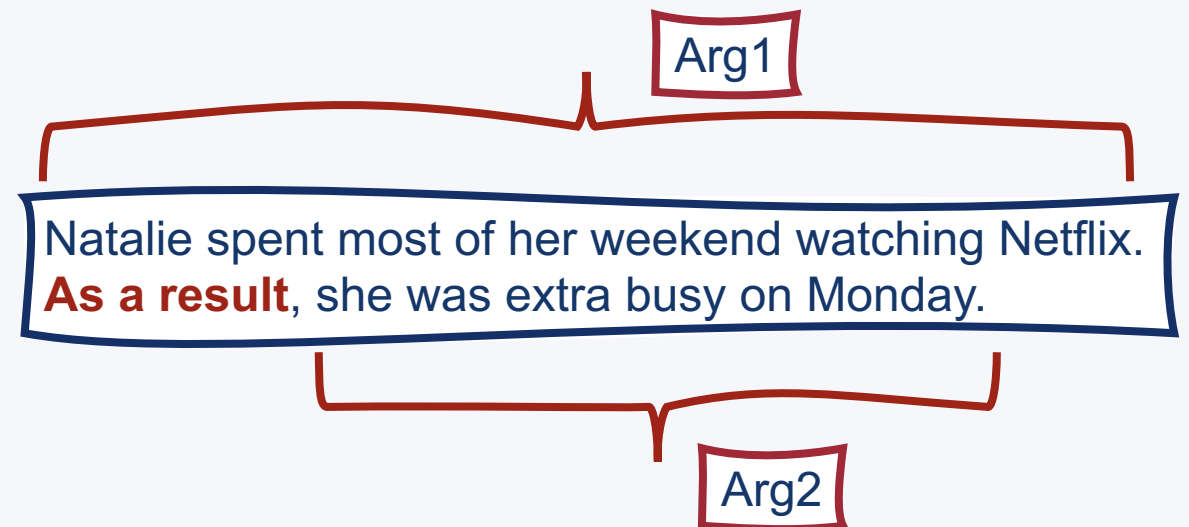 Arg1
Natalie spent most of her weekend watching Netflix.
As a result, she was extra busy on Monday.
Arg2